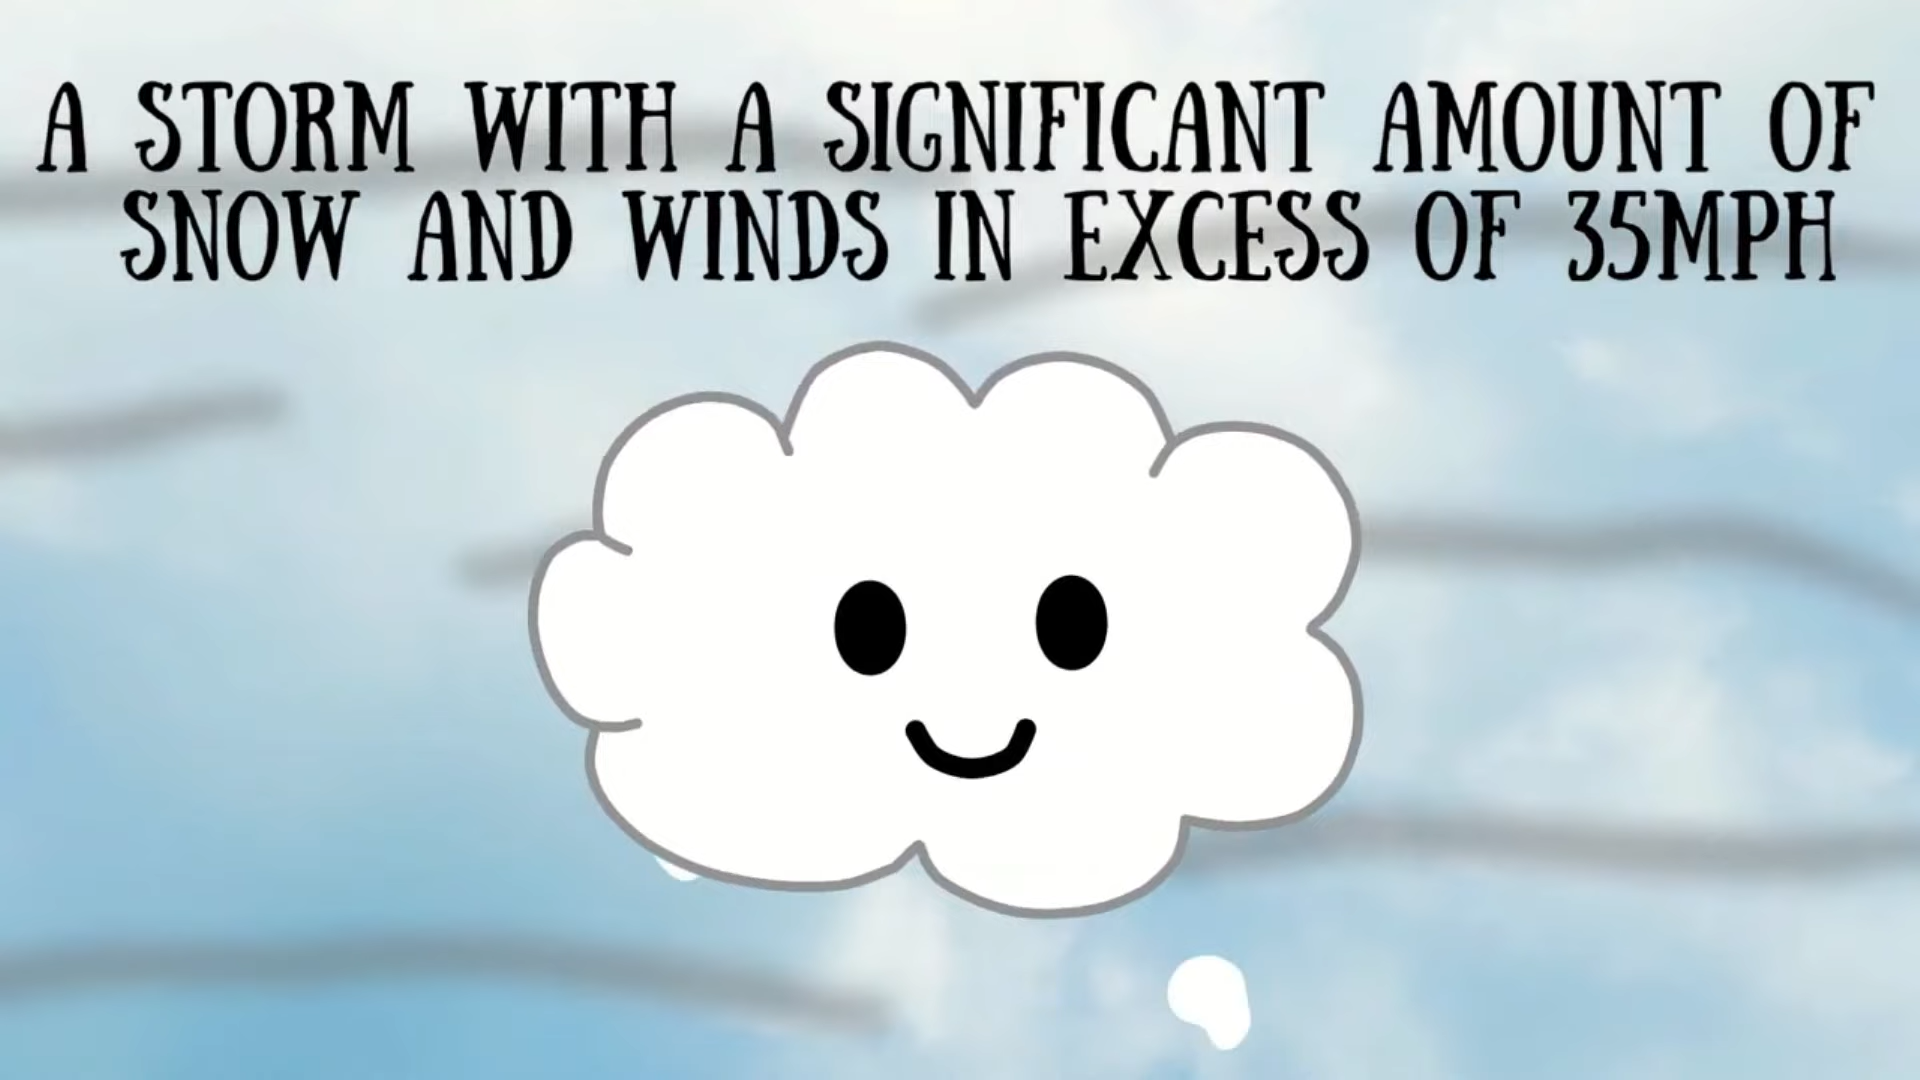 A STORM WITH A SIGNIFICANT AMOUNT OF
SNOW AND WINDS IN EXCESS OF 35MPH